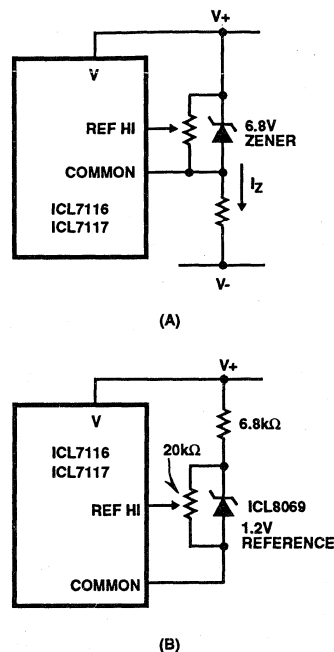 V+
V
REF HI
6.8V
ZENER
COMMON
IZ
ICL7116
ICL7117
V-
(A)
V+
V
6.8kΩ
ICL7116
ICL7117
20kΩ
REF HI
ICL8069
1.2V
REFERENCE
COMMON
(B)